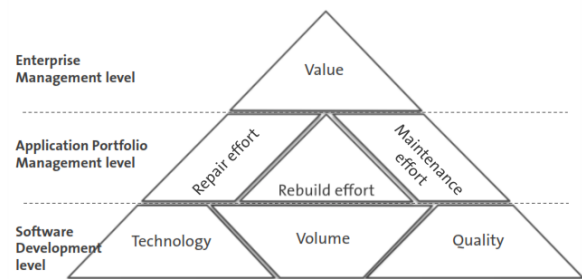 Enterprise
Management level
Value
Application Portfolio
Management level
Repair effort
Rebuild effort
Maintenance
effort
Software
Development
level
Technology
Volume
Quality